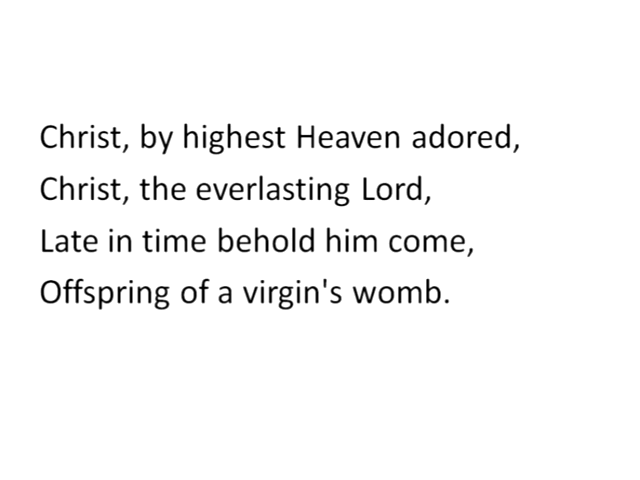 Christ, by highest Heaven adored,
Christ, the everlasting Lord,
Late in time behold him come,
Offspring of a virgin's womb.